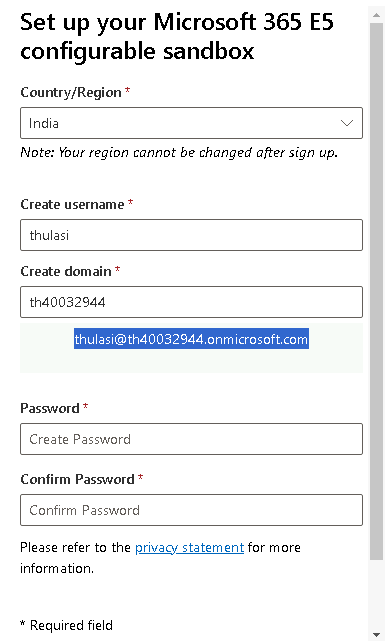 Set up your Microsoft 365 E5
configurable sandbox
Country/Region *
India
Note: Your region cannot be changed after sign up.
Create username *
thulasi
Create domain *
th40032944
thulasi@th40032944.onmicrosoft.com
Password *
Create Password
Confirm Password *
Confirm Password
Please refer to the privacy statement for more
information.
* Required field